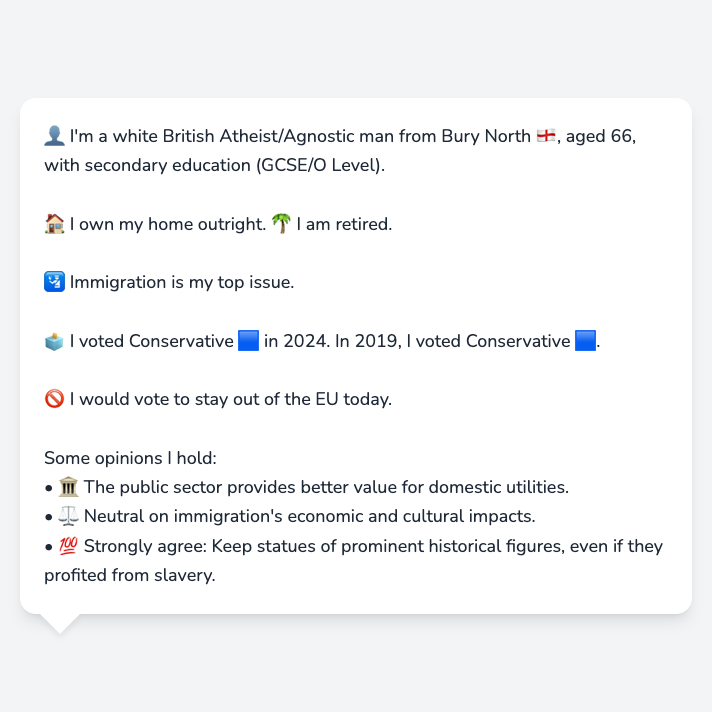 👤 I'm a white British Atheist/Agnostic man from Bury North 🏴󠁧󠁢󠁥󠁮󠁧󠁿, aged 66,
with secondary education (GCSE/O Level).
🏠 I own my home outright. 🌴 I am retired.
🛂 Immigration is my top issue.
🗳️ I voted Conservative 🟦 in 2024. In 2019, I voted Conservative 🟦.
🚫 I would vote to stay out of the EU today.
Some opinions I hold:
• 🏛️ The public sector provides better value for domestic utilities.
• ⚖️ Neutral on immigration's economic and cultural impacts.
• 💯 Strongly agree: Keep statues of prominent historical figures, even if they
profited from slavery.